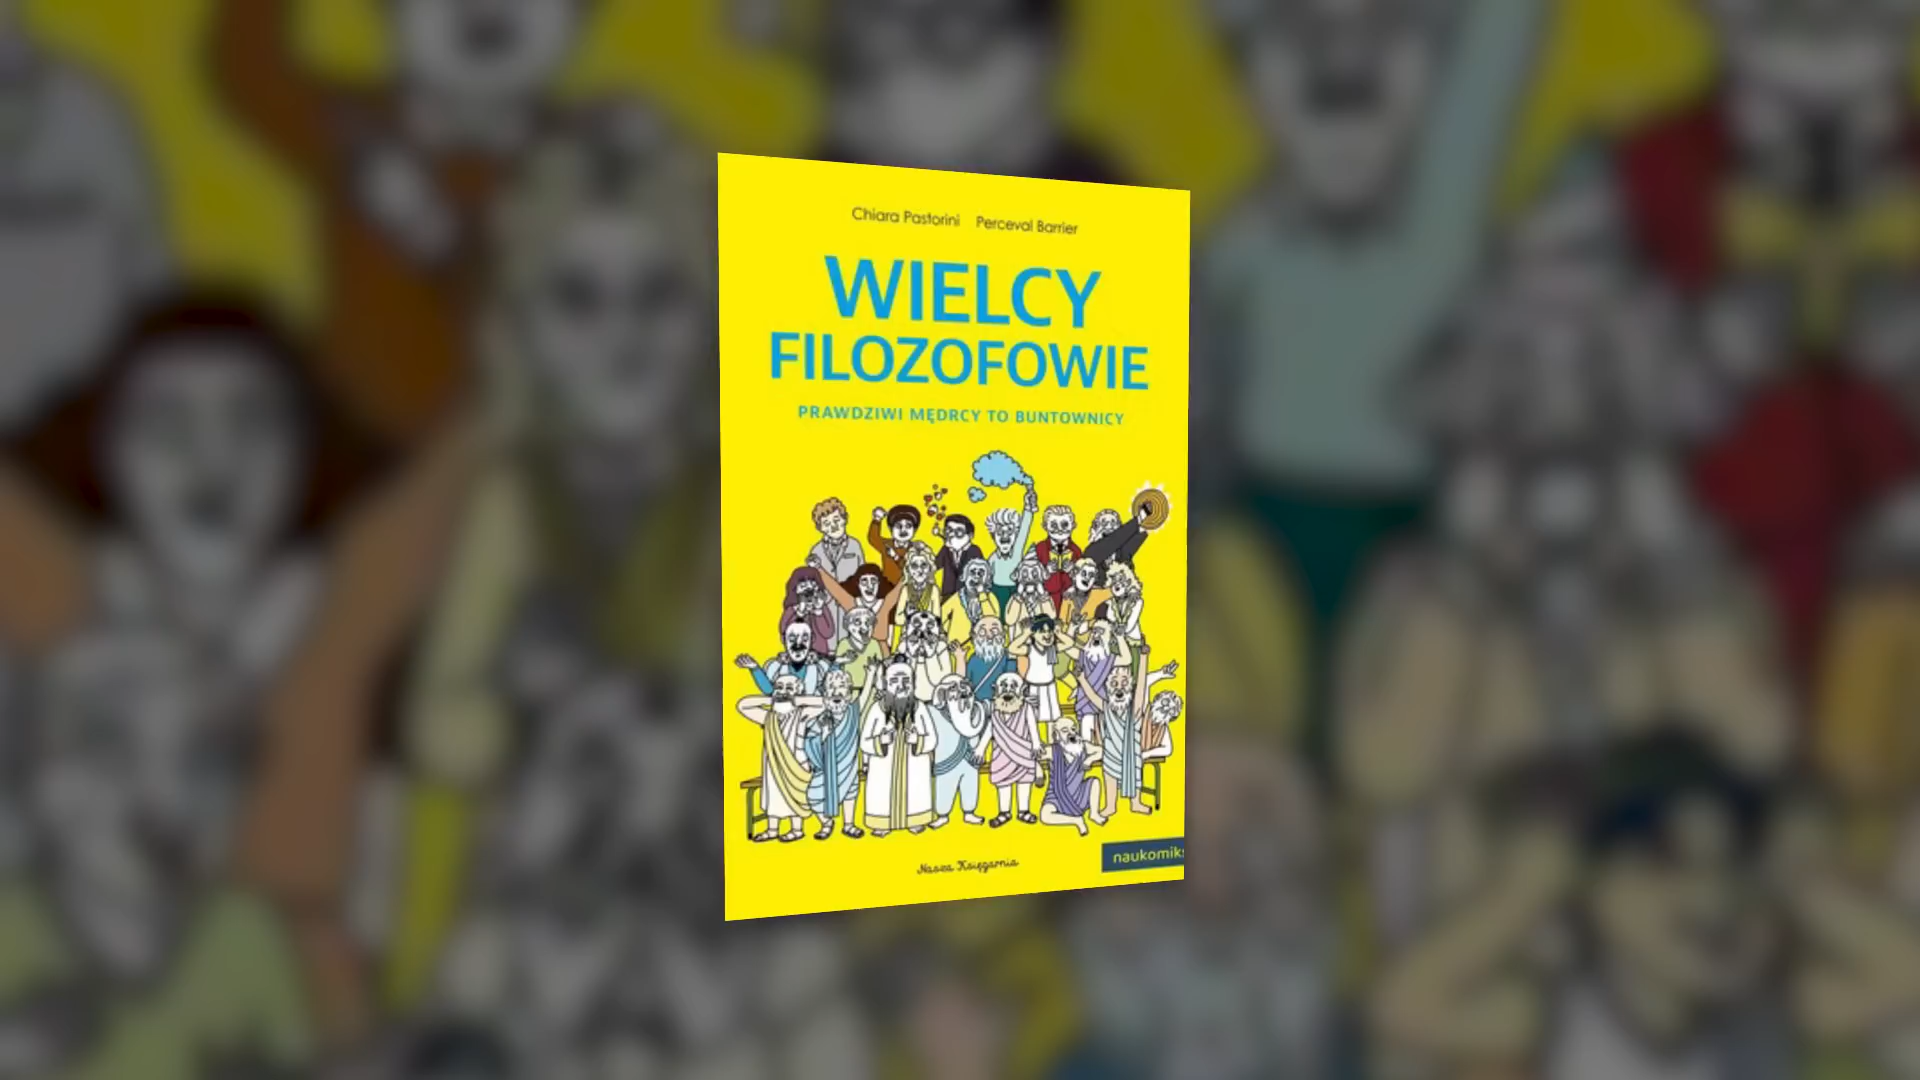 Chiara Pastorini Perceval Barrier
WIELCY
FILOZOFOWIE
PRAWDZIWI MĘDRCY TO BUNTOWNICY
Nasza Księgarnia
naukomiks